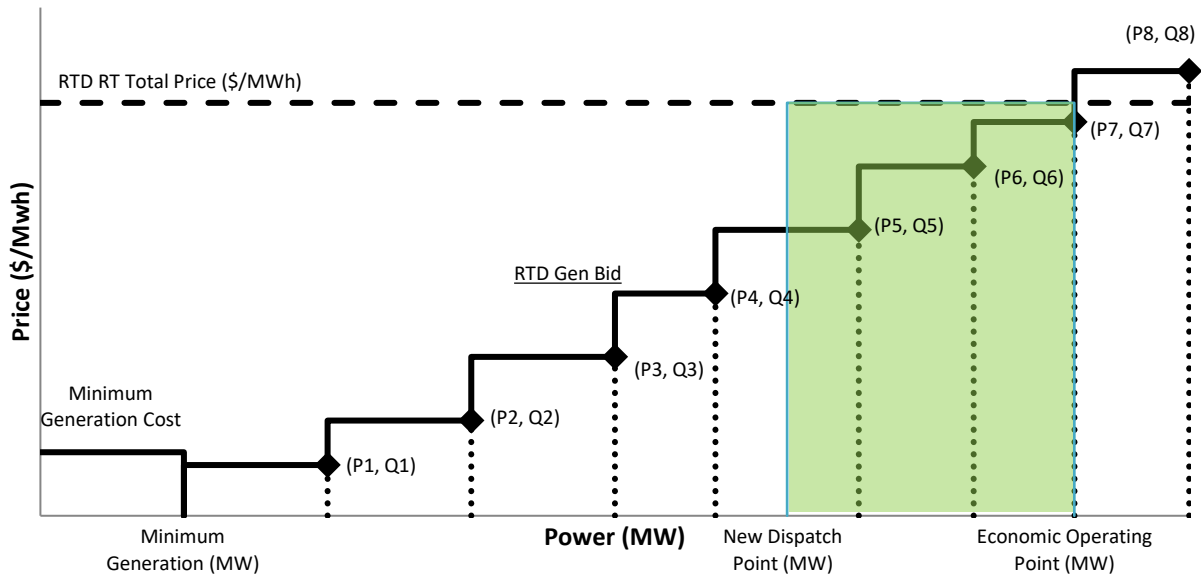 (P8, Q8)
RTD RT Total Price ($/MWh)
(P7, Q7)
(P6, Q6)
(P5, Q5)
RTD Gen Bid
(P4, Q4)
(P3, Q3)
Minimum
Generation Cost
(P2, Q2)
(P1, Q1)
Price ($/Mwh)
Minimum
Generation (MW)
Power (MW)
New Dispatch
Point (MW)
Economic Operating
Point (MW)